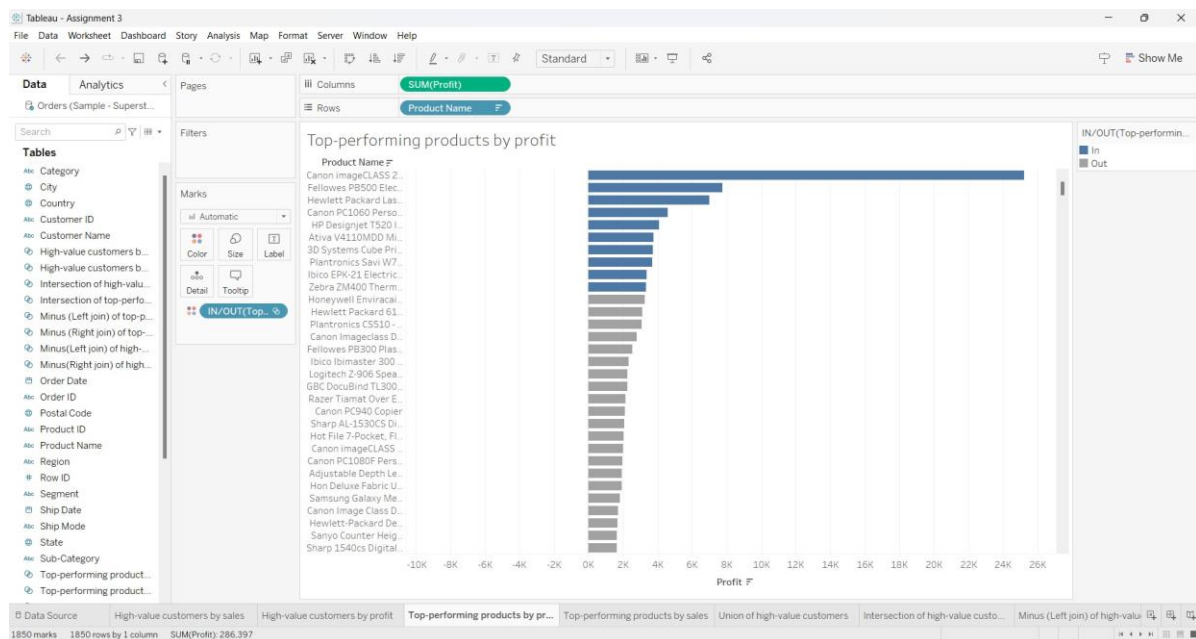 Tableau - Assignment 3
File Data Worksheet Dashboard Story Analysis Map Format Server Window Help
Standard
Show Me
Data Analytics
Orders (Sample - Superst...
Search
Tables
Abc Category
City
Country
Abc Customer ID
Abc Customer Name
High-value customers b...
High-value customers b...
Intersection of high-valu...
Intersection of top-perfo...
Minus (Left join) of top-p...
Minus (Right join) of top-...
Minus(Left join) of high-...
Minus(Right join) of high...
Order Date
Abc Order ID
Postal Code
Abc Product ID
Abc Product Name
Abc Region
# Row ID
Abc Segment
Ship Date
Abc Ship Mode
State
Abc Sub-Category
Top-performing product...
Top-performing product...
Pages
Filters
Marks
Automatic
Color Size Label
Detail Tooltip
IN/OUT(Top..
Columns SUM(Profit)
Rows Product Name
Top-performing products by profit
Product Name
Canon imageCLASS 2..
Fellowes PB500 Elec..
Hewlett Packard Las..
Canon PC1060 Perso..
HP Designjet T520 I..
Ativa V4110MDD Mi..
3D Systems Cube Pri..
Plantronics Savi W7..
Ibico EPK-21 Electric..
Zebra ZM400 Therm..
Honeywell Enviracai..
Hewlett Packard 61..
Plantronics CS510 -..
Canon Imageclass D..
Fellowes PB300 Plas..
Ibico Ibimaster 300 ..
Logitech Z-906 Spea..
GBC DocuBind TL300..
Razer Tiamat Over E..
Canon PC940 Copier
Sharp AL-1530CS Di..
Hot File 7-Pocket, Fl..
Canon imageCLASS ..
Canon PC1080F Pers..
Adjustable Depth Le..
Hon Deluxe Fabric U..
Samsung Galaxy Me..
Canon Image Class D..
Hewlett-Packard De..
Sanyo Counter Heig..
Sharp 1540cs Digital..
-10K -8K -6K -4K -2K 0K 2K 4K 6K 8K 10K 12K 14K 16K 18K 20K 22K 24K 26K
Profit
IN/OUT(Top-performin...
In
Out
Data Source High-value customers by sales High-value customers by profit Top-performing products by pr... Top-performing products by sales Union of high-value customers Intersection of high-value custo... Minus (Left join) of high-valu
1850 marks 1850 rows by 1 column SUM(Profit): 286,397